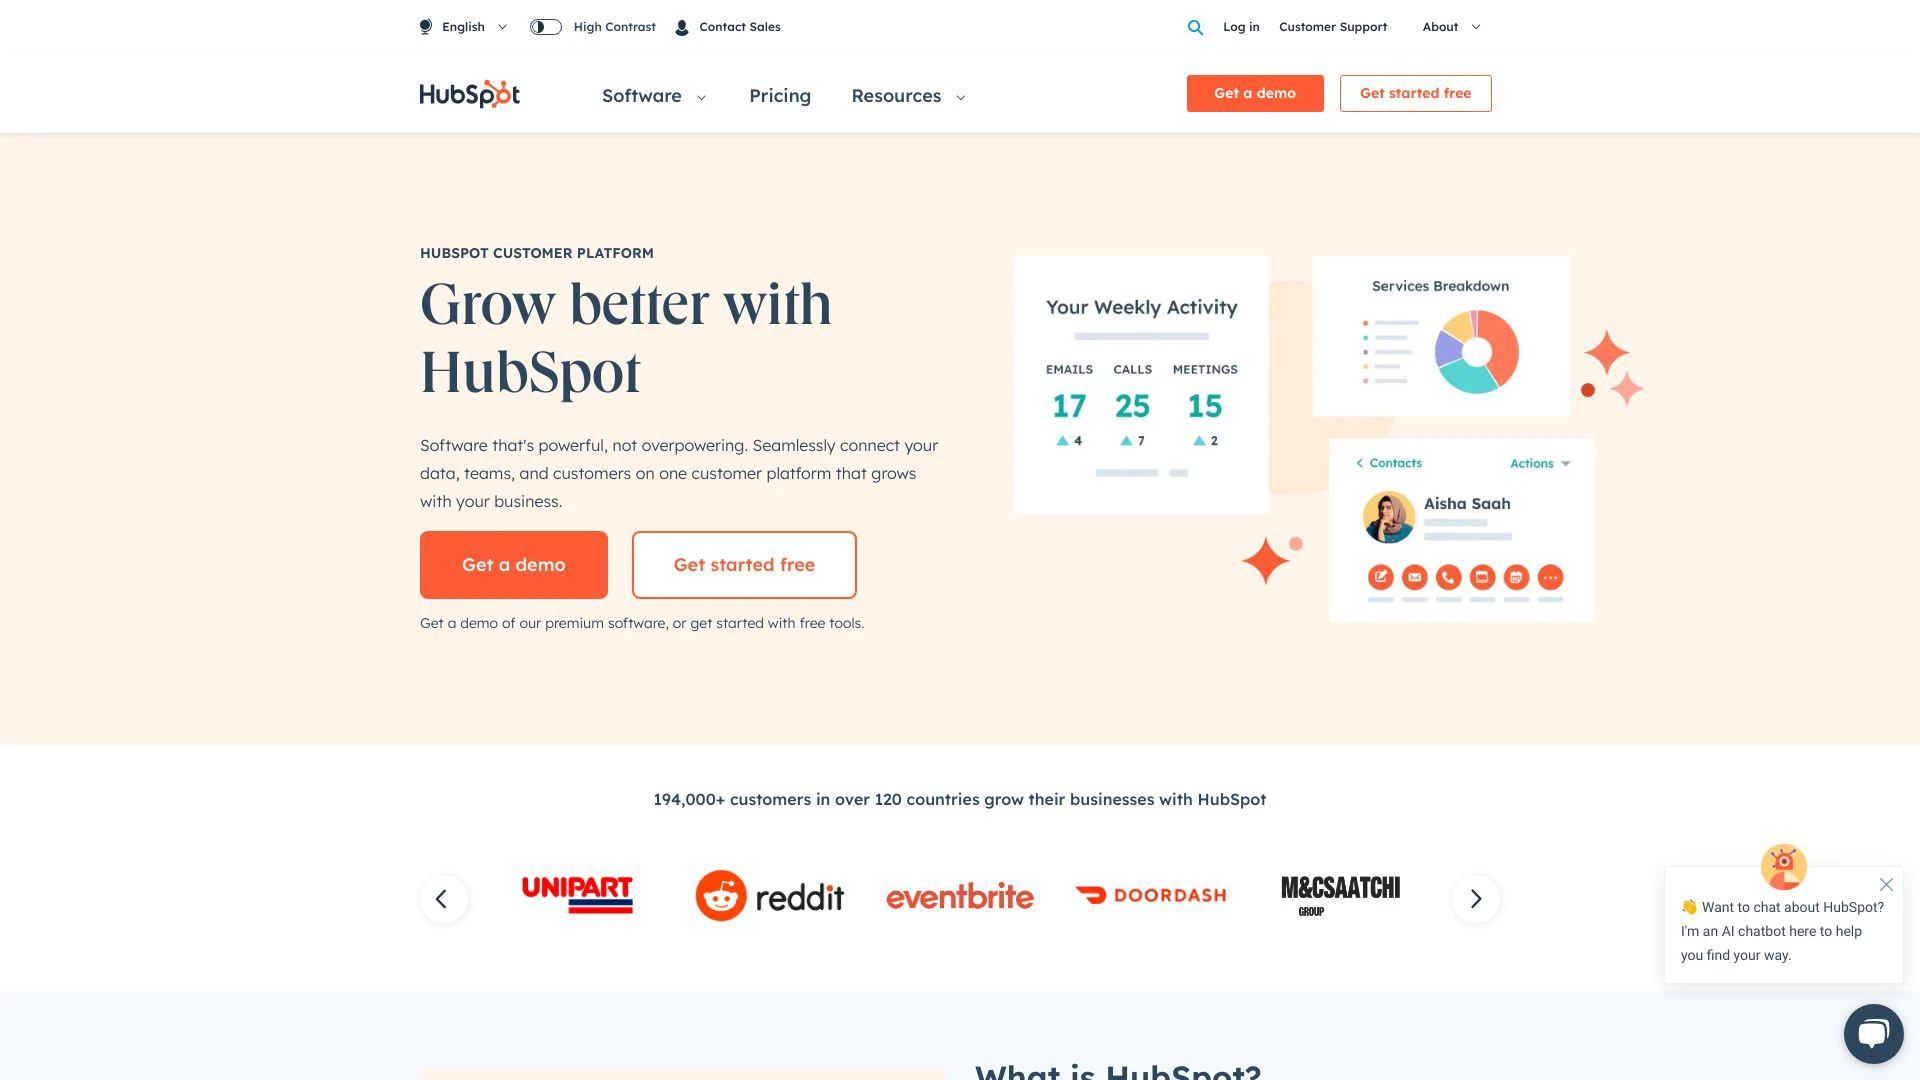 English
High Contrast
Contact Sales
Log in
Customer Support
About
HubSpot
Software
Pricing
Resources
Get a demo
Get started free
HUBSPOT CUSTOMER PLATFORM
Grow better with
HubSpot
Software that's powerful, not overpowering. Seamlessly connect your
data, teams, and customers on one customer platform that grows
with your business.
Get a demo
Get started free
Get a demo of our premium software, or get started with free tools.
Your Weekly Activity
EMAILS CALLS MEETINGS
17 25 15
4 7 2
Services Breakdown
Contacts
Actions
Aisha Saah
194,000+ customers in over 120 countries grow their businesses with HubSpot
UNIPART
reddit
eventbrite
DOORDASH
M&CSAATCHI
GROUP
👋 Want to chat about HubSpot?
I'm an AI chatbot here to help
you find your way.
What is HubSpot?